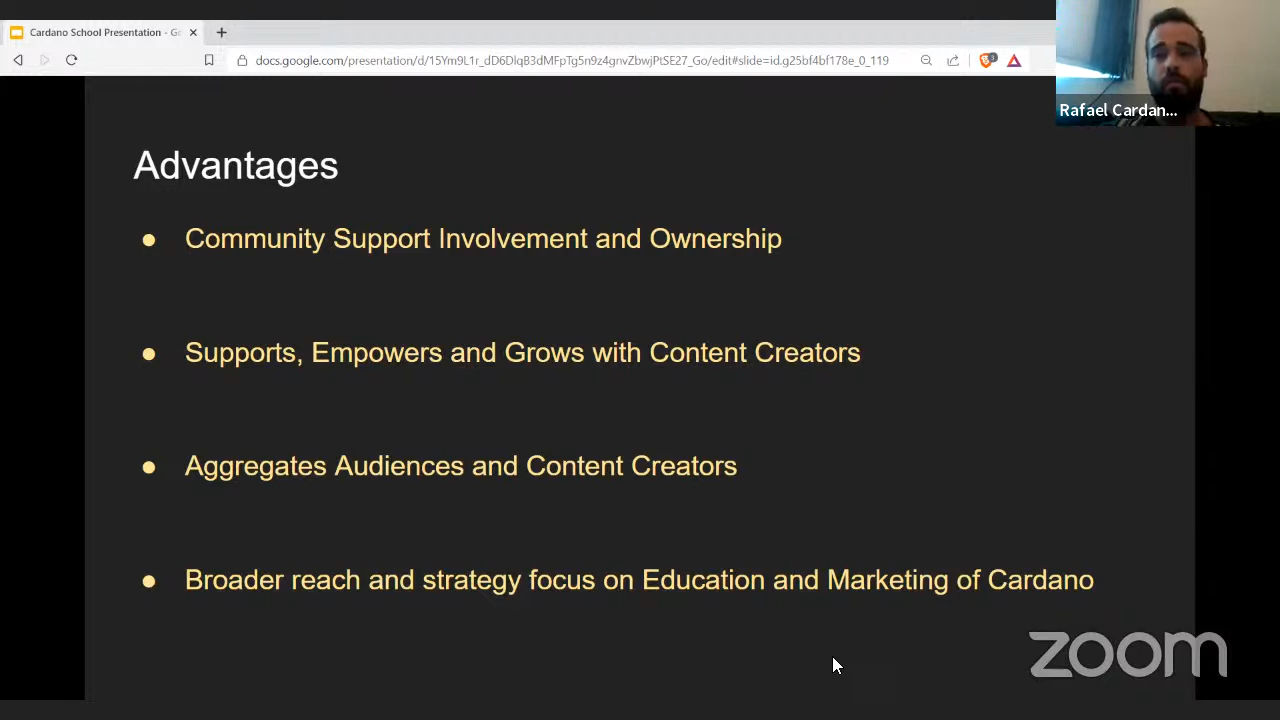 Cardano School Presentation - Go
docs.google.com/presentation/d/15Ym9L1r_dD6DlqB3dMFpTg5n9z4gnvZbwjPtSE27_Go/edit#slide=id.g25bf4bf178e_0_119
3
Rafael Cardan...
Advantages
● Community Support Involvement and Ownership
● Supports, Empowers and Grows with Content Creators
● Aggregates Audiences and Content Creators
● Broader reach and strategy focus on Education and Marketing of Cardano
zoom